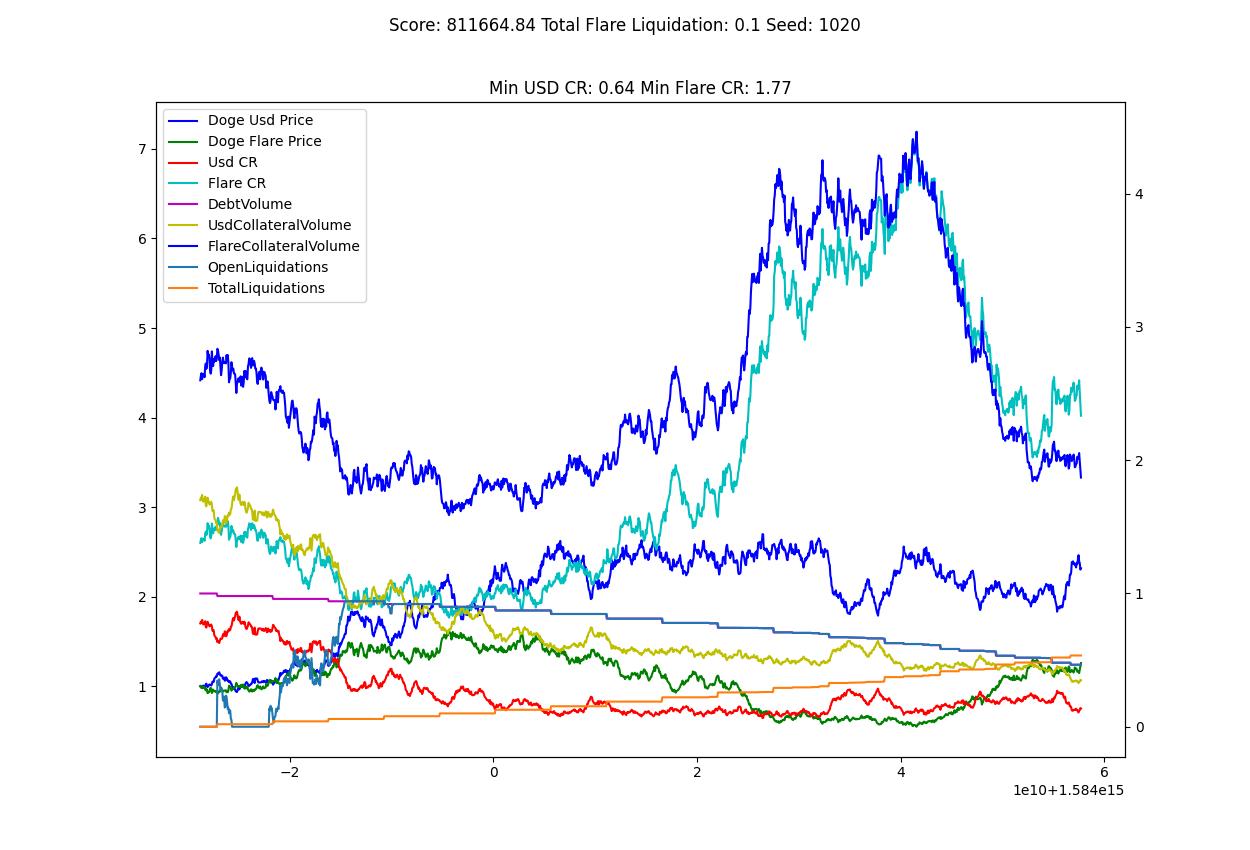 Score: 811664.84 Total Flare Liquidation: 0.1 Seed: 1020
Min USD CR: 0.64 Min Flare CR: 1.77
Doge Usd Price
Doge Flare Price
Usd CR
Flare CR
DebtVolume
UsdCollateralVolume
FlareCollateralVolume
OpenLiquidations
TotalLiquidations
7
6
5
4
3
2
1
4
3
2
1
0
−2
0
2
4
6
1e10+1.584e15